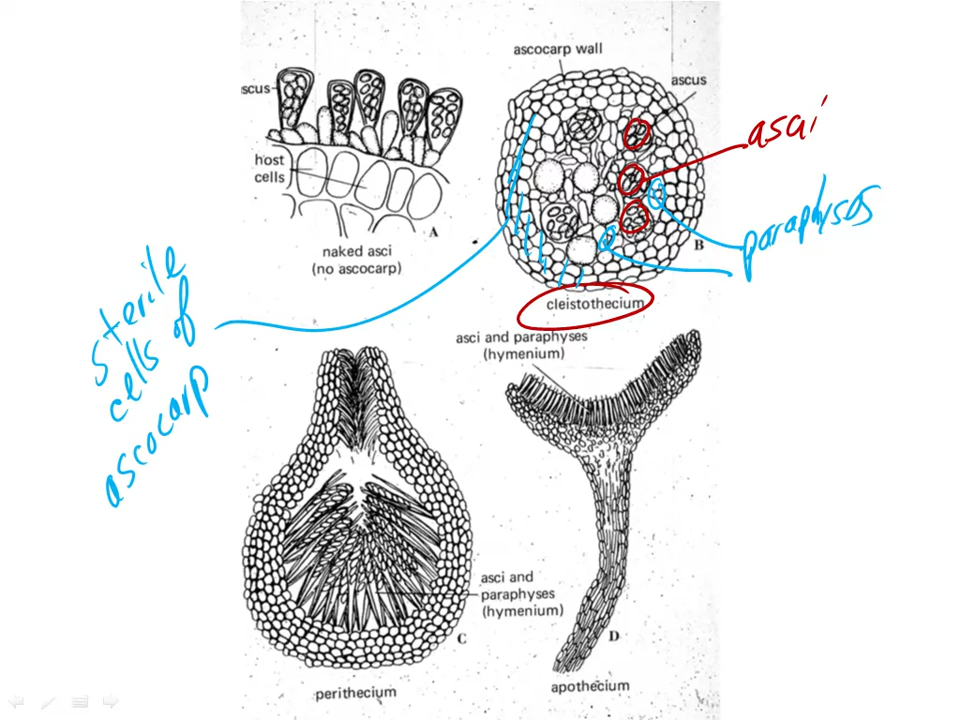 ascocarp wall
scus
ascus
asci
host
cells
paraphyses
A
B
naked asci
(no ascocarp)
sterile
cells of
ascocarp
cleistothecium
asci and paraphyses
(hymenium)
asci and
paraphyses
(hymenium)
C
D
perithecium
apothecium